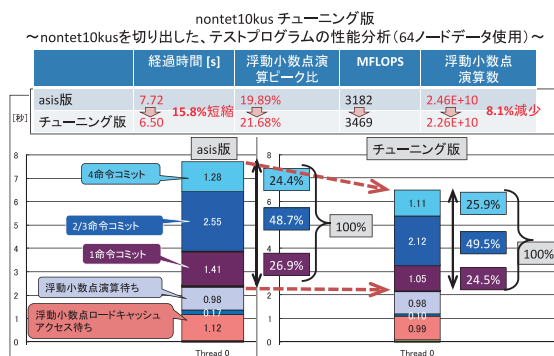 nontet10kus チューニング版
～nontet10kusを切り出した、テストプログラムの性能分析（64ノードデータ使用）～
経過時間 [s]
浮動小数点演算ピーク比
MFLOPS
浮動小数点演算数
asis版
7.72
19.89%
3182
2.46E+10
15.8%短縮
8.1%減少
チューニング版
6.50
21.68%
3469
2.26E+10
[秒]
asis版
8
7
6
5
4
3
2
1
0
4命令コミット
2/3命令コミット
1命令コミット
浮動小数点演算待ち
浮動小数点ロードキャッシュ
アクセス待ち
1.28
2.55
1.41
0.98
0.17
1.12
Thread 0
24.4%
48.7%
26.9%
100%
チューニング版
8
7
6
5
4
3
2
1
0
1.11
2.12
1.05
0.98
0.10
0.99
Thread 0
25.9%
49.5%
24.5%
100%